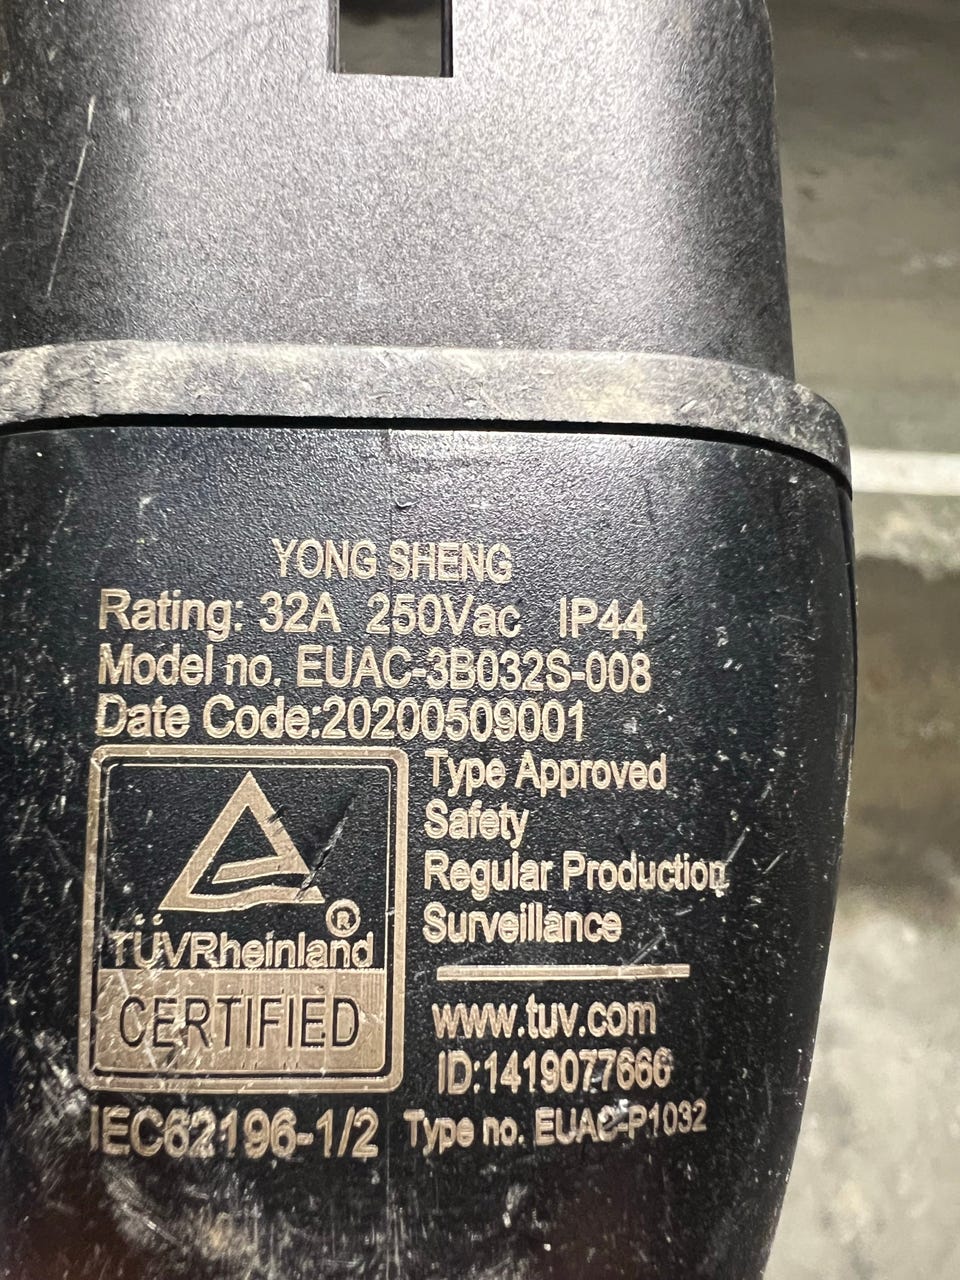 YONG SHENG
Rating: 32A 250Vac IP44
Model no. EUAC-3B032S-008
Date Code:20200509001
Type Approved
Safety
Regular Production
Surveillance
®
TÜVRheinland
CERTIFIED
www.tuv.com
ID:1419077666
IEC62196-1/2 Type no. EUAC-P1032